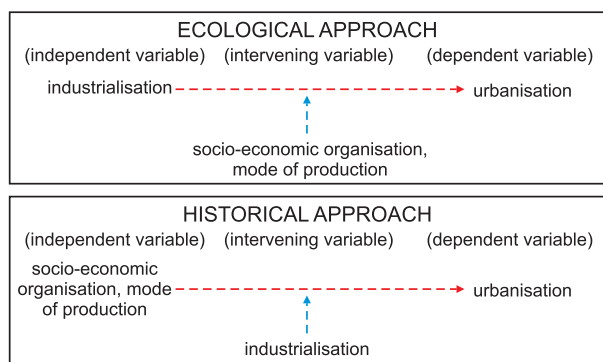 ECOLOGICAL APPROACH
(independent variable) (intervening variable) (dependent variable)
industrialisation urbanisation
socio-economic organisation,
mode of production
HISTORICAL APPROACH
(independent variable) (intervening variable) (dependent variable)
socio-economic
organisation, mode
of production
urbanisation
industrialisation